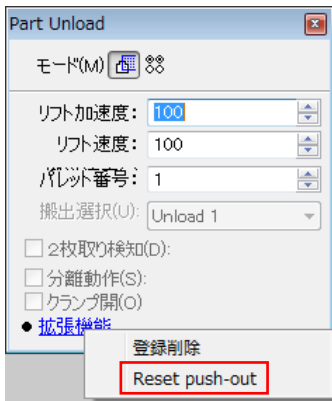 Part Unload
モード(M)
リフト加速度: 100
リフト速度: 100
パレット番号: 1
搬出選択(U): Unload 1
2枚取り検知(D):
分離動作(S):
クランプ開(O)
拡張機能
登録削除
Reset push-out